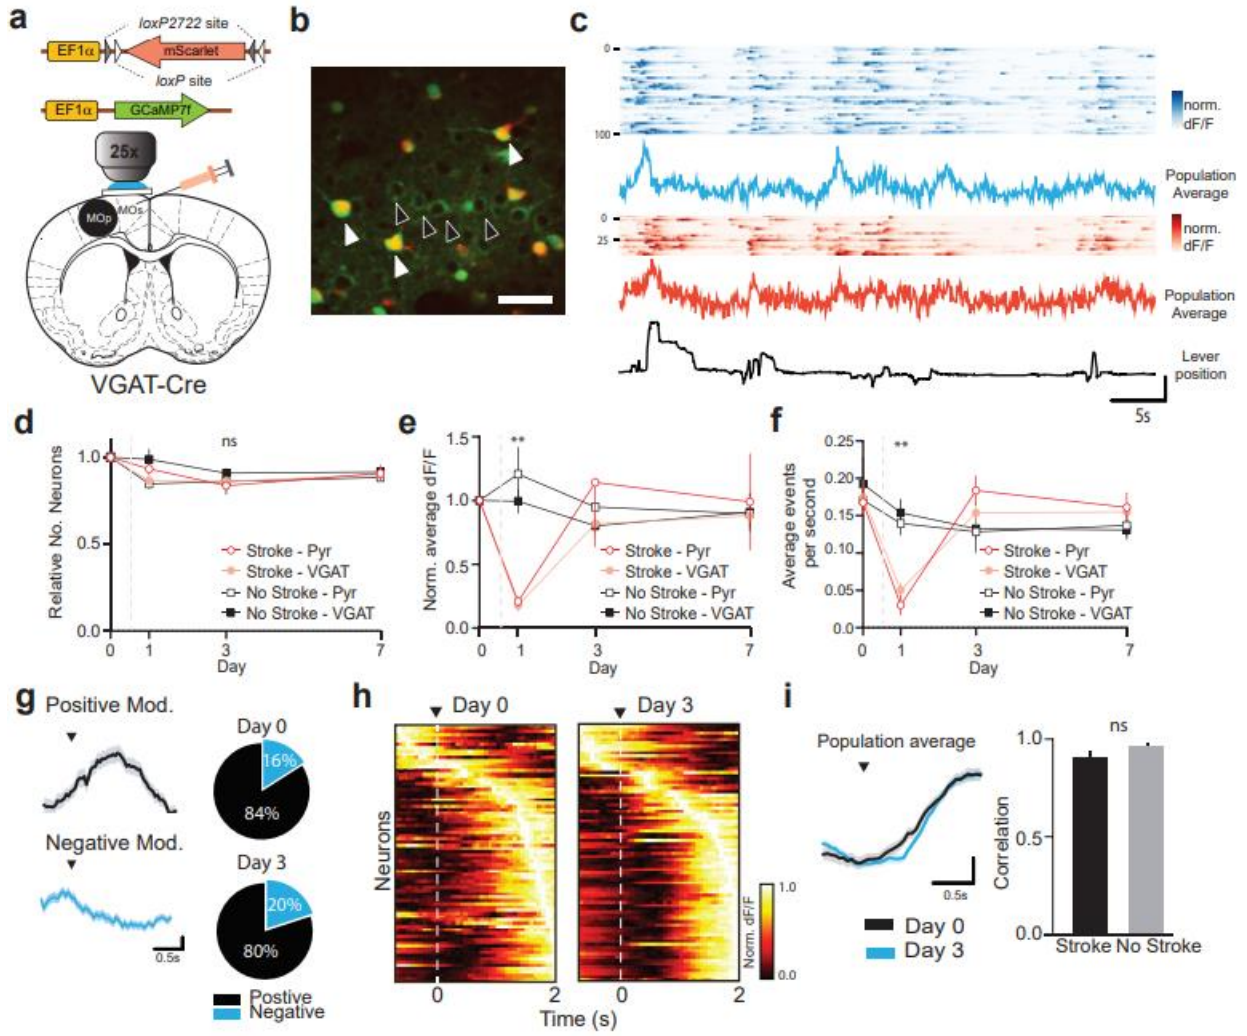 a
loxP2722 site
EF1α
mScarlet
loxP site
EF1α
GCaMP7f
25x
MOp
MOs
VGAT-Cre
b
c
0
100
norm.
dF/F
Population
Average
0
25
norm.
dF/F
Population
Average
Lever
position
5s
d
ns
Relative No. Neurons
1.0
0.5
0.0
Stroke - Pyr
Stroke - VGAT
No Stroke - Pyr
No Stroke - VGAT
0 1 3 7
Day
e
**
Norm. average dF/F
1.5
1.0
0.5
0.0
Stroke - Pyr
Stroke - VGAT
No Stroke - Pyr
No Stroke - VGAT
0 1 3 7
Day
f
**
Average events
per second
0.25
0.20
0.15
0.10
0.05
0.0
Stroke - Pyr
Stroke - VGAT
No Stroke - Pyr
No Stroke - VGAT
0 1 3 7
Day
g
Positive Mod.
Negative Mod.
0.5s
Day 0
16%
84%
Day 3
20%
80%
Postive
Negative
h
Day 0
Day 3
Neurons
0 2
0 2
Time (s)
1.0
Norm. dF/F
0.0
i
Population average
0.5s
Day 0
Day 3
ns
Correlation
1.0
0.5
0.0
Stroke No Stroke